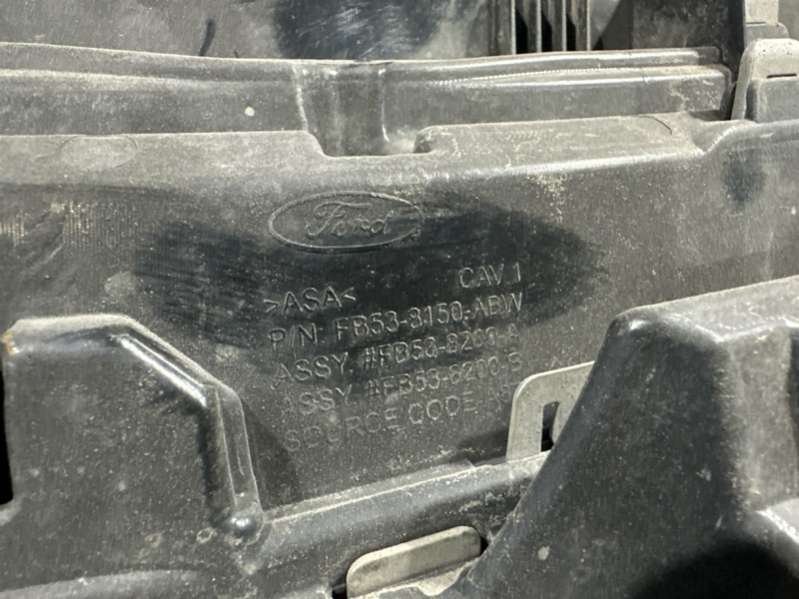 Ford
>ASA< CAV 1
P/N. FB53-8150-ABW
ASSY. #FB53-8200-A
ASSY. #FB53-8200-B
SOURCE CODE